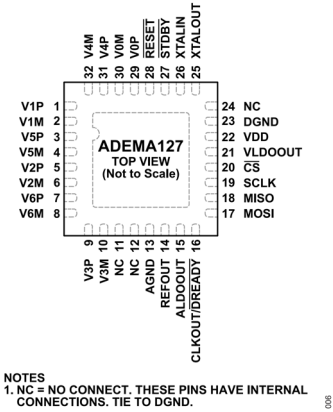 32 V4M
31 V4P
30 V0M
29 V0P
28 RESET
27 STDBY
26 XTALIN
25 XTALOUT
V1P 1
V1M 2
V5P 3
V5M 4
V2P 5
V2M 6
V6P 7
V6M 8
ADEMA127
TOP VIEW
(Not to Scale)
24 NC
23 DGND
22 VDD
21 VLDOOUT
20 CS
19 SCLK
18 MISO
17 MOSI
V3P 9
V3M 10
NC 11
NC 12
AGND 13
REFOUT 14
ALDOOUT 15
CLKOUT/DREADY 16
NOTES
1. NC = NO CONNECT. THESE PINS HAVE INTERNAL
CONNECTIONS. TIE TO DGND.
006